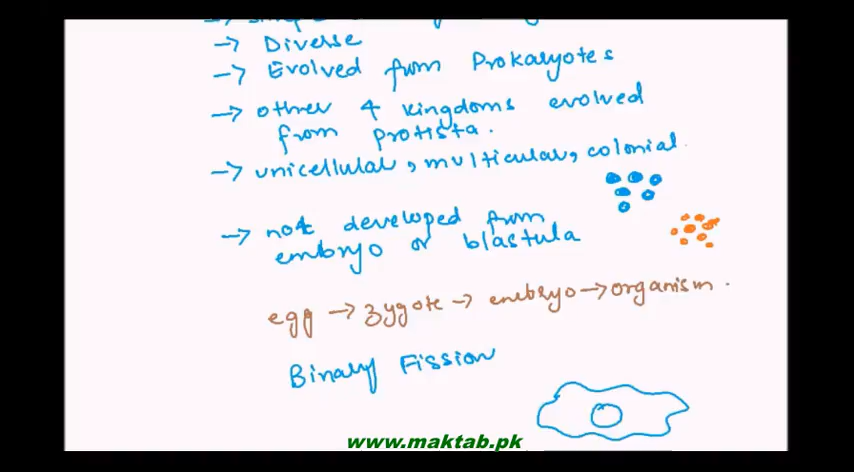 → Diverse
→ Evolved from Prokaryotes
→ other 4 kingdoms evolved
from protista.
→ unicellular, multicular, colonial.
→ not developed from
embryo or blastula
egg → zygote → embryo → organism.
Binary Fission
www.maktab.pk